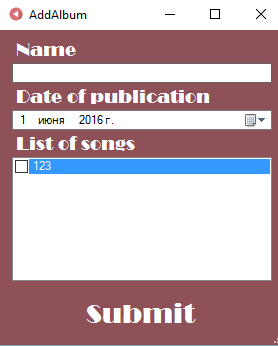 AddAlbum
Name
Date of publication
1 июня 2016 г.
List of songs
123
Submit